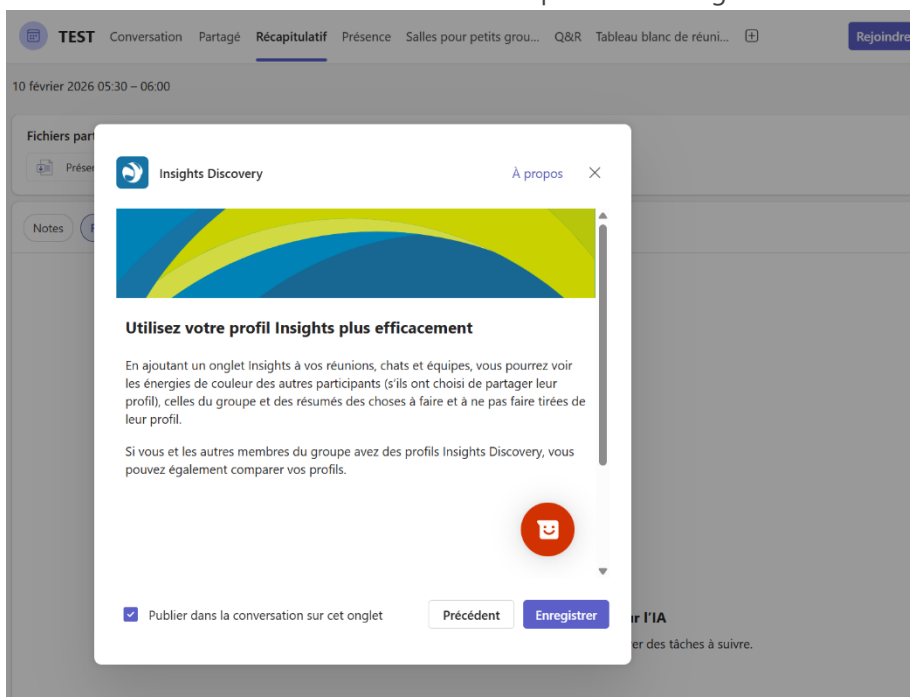 TEST Conversation Partagé Récapitulatif Présence Salles pour petits grou... Q&R Tableau blanc de réuni... Rejoindre
10 février 2026 05:30 – 06:00
Fichiers part
Présen
Insights Discovery À propos
Notes
Utilisez votre profil Insights plus efficacement
En ajoutant un onglet Insights à vos réunions, chats et équipes, vous pourrez voir
les énergies de couleur des autres participants (s'ils ont choisi de partager leur
profil), celles du groupe et des résumés des choses à faire et à ne pas faire tirées de
leur profil.
Si vous et les autres membres du groupe avez des profils Insights Discovery, vous
pouvez également comparer vos profils.
Publier dans la conversation sur cet onglet Précédent Enregistrer
r l'IA
er des tâches à suivre.